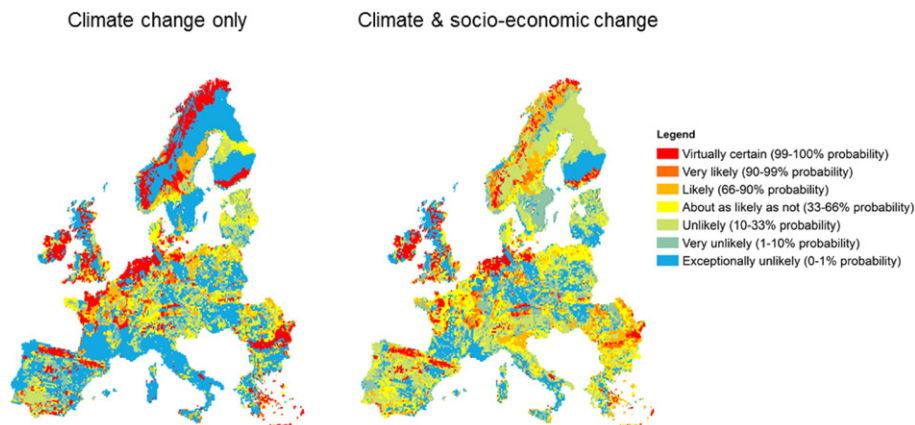 Climate change only
Climate & socio-economic change
Legend
Virtually certain (99-100% probability)
Very likely (90-99% probability)
Likely (66-90% probability)
About as likely as not (33-66% probability)
Unlikely (10-33% probability)
Very unlikely (1-10% probability)
Exceptionally unlikely (0-1% probability)